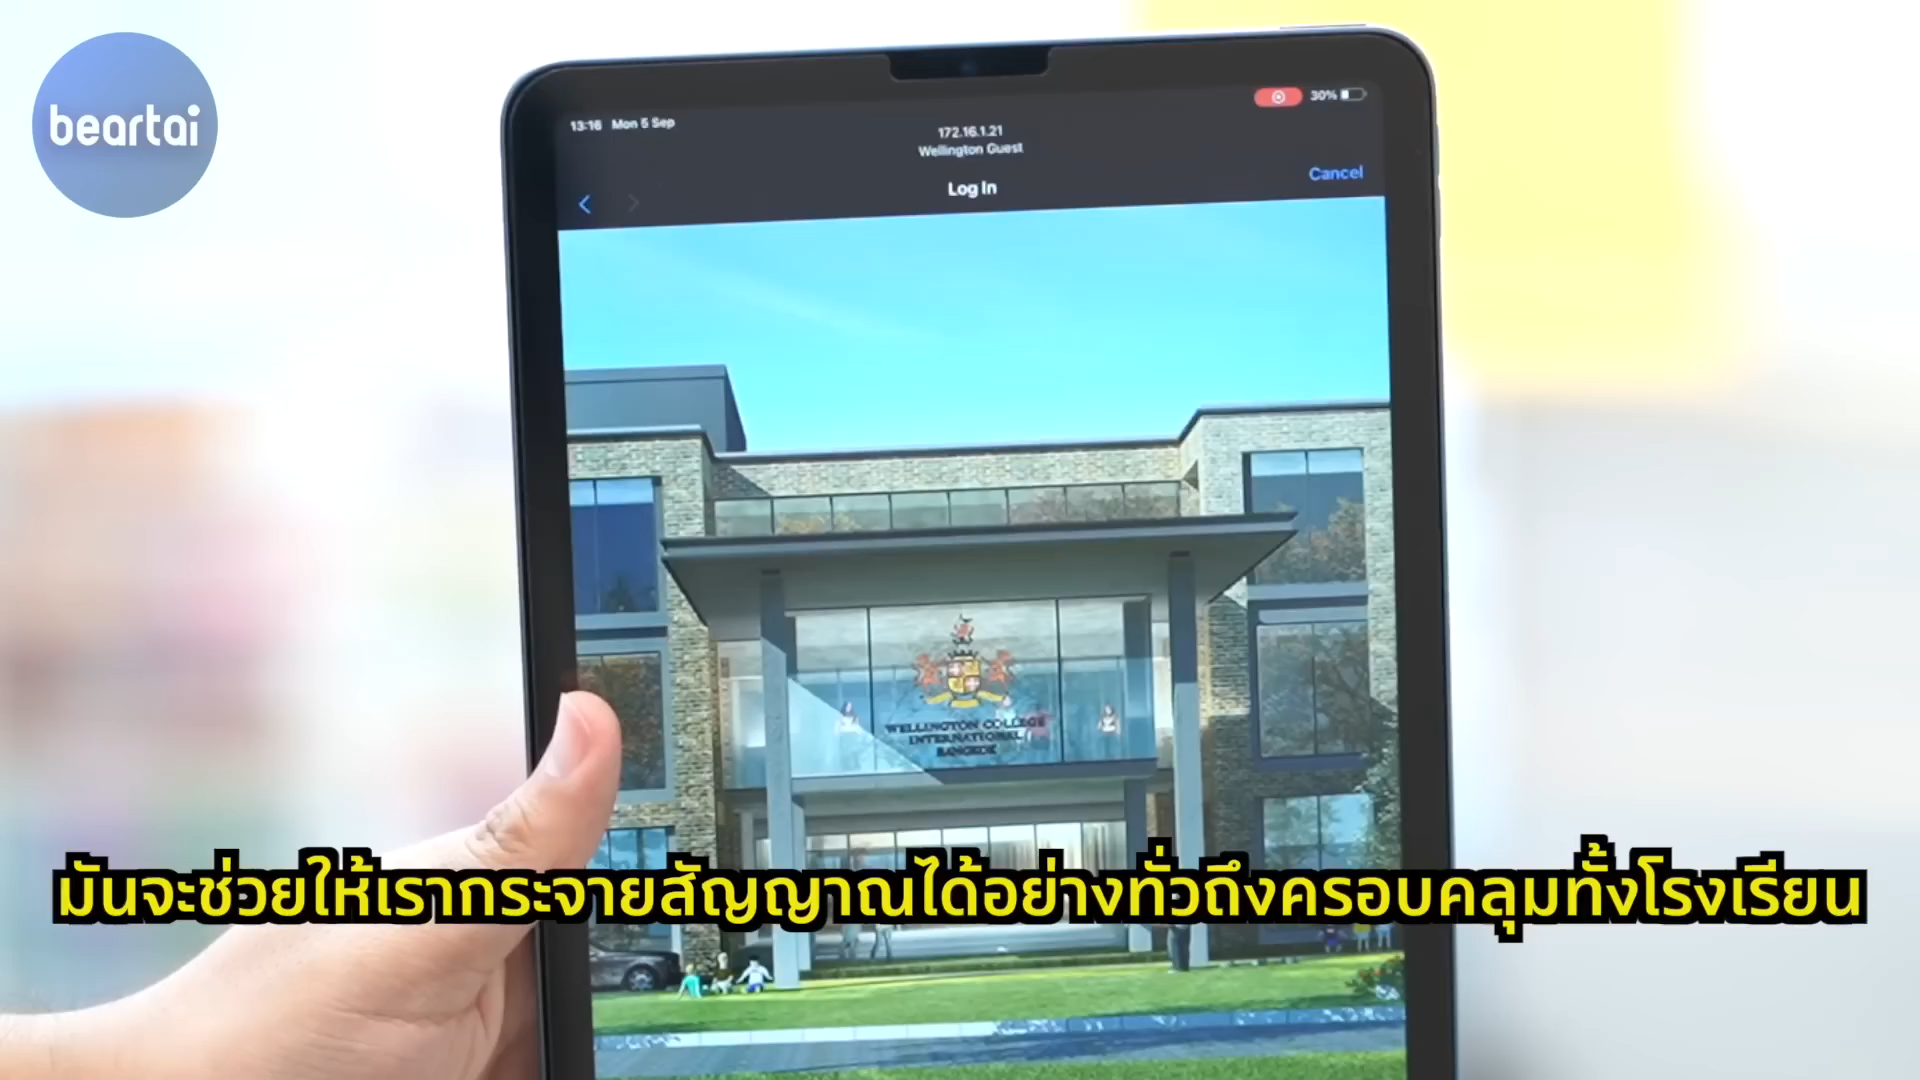 beartai
13:16 Mon 5 Sep
30%
172.16.1.21
Wellington Guest
Log In
Cancel
WELLINGTON COLLEGE
INTERNATIONAL
BANGKOK
มันจะช่วยให้เรากระจายสัญญาณได้อย่างทั่วถึงครอบคลุมทั้งโรงเรียน